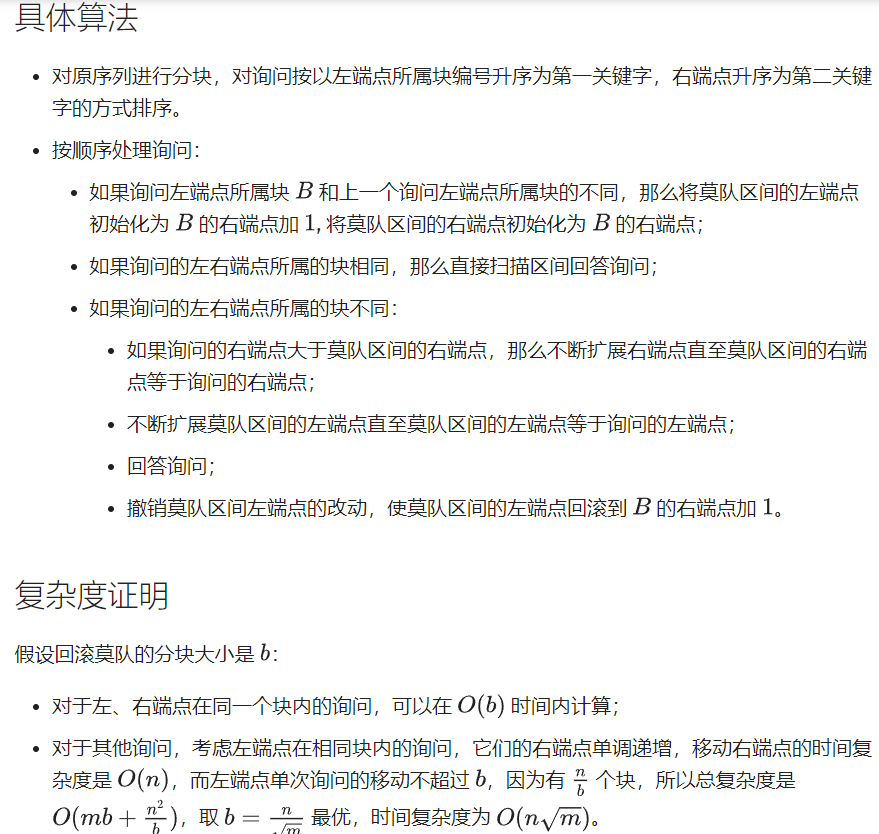 具体算法
• 对原序列进行分块，对询问按以左端点所属块编号升序为第一关键字，右端点升序为第二关键
字的方式排序。
• 按顺序处理询问：
• 如果询问左端点所属块 B 和上一个询问左端点所属块的不同，那么将莫队区间的左端点
初始化为 B 的右端点加 1, 将莫队区间的右端点初始化为 B 的右端点；
• 如果询问的左右端点所属的块相同，那么直接扫描区间回答询问；
• 如果询问的左右端点所属的块不同：
• 如果询问的右端点大于莫队区间的右端点，那么不断扩展右端点直至莫队区间的右端
点等于询问的右端点；
• 不断扩展莫队区间的左端点直至莫队区间的左端点等于询问的左端点；
• 回答询问；
• 撤销莫队区间左端点的改动，使莫队区间的左端点回滚到 B 的右端点加 1。
复杂度证明
假设回滚莫队的分块大小是 b：
• 对于左、右端点在同一个块内的询问，可以在 O(b) 时间内计算；
• 对于其他询问，考虑左端点在相同块内的询问，它们的右端点单调递增，移动右端点的时间复
杂度是 O(n)，而左端点单次询问的移动不超过 b，因为有 n/b 个块，所以总复杂度是
O(mb + n²/b)，取 b = n/√m 最优，时间复杂度为 O(n√m)。